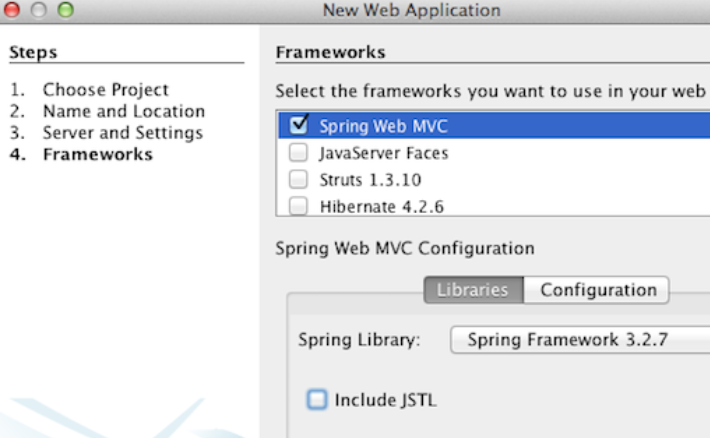 New Web Application
Steps
1. Choose Project
2. Name and Location
3. Server and Settings
4. Frameworks
Frameworks
Select the frameworks you want to use in your web
Spring Web MVC
JavaServer Faces
Struts 1.3.10
Hibernate 4.2.6
Spring Web MVC Configuration
Libraries Configuration
Spring Library: Spring Framework 3.2.7
Include JSTL